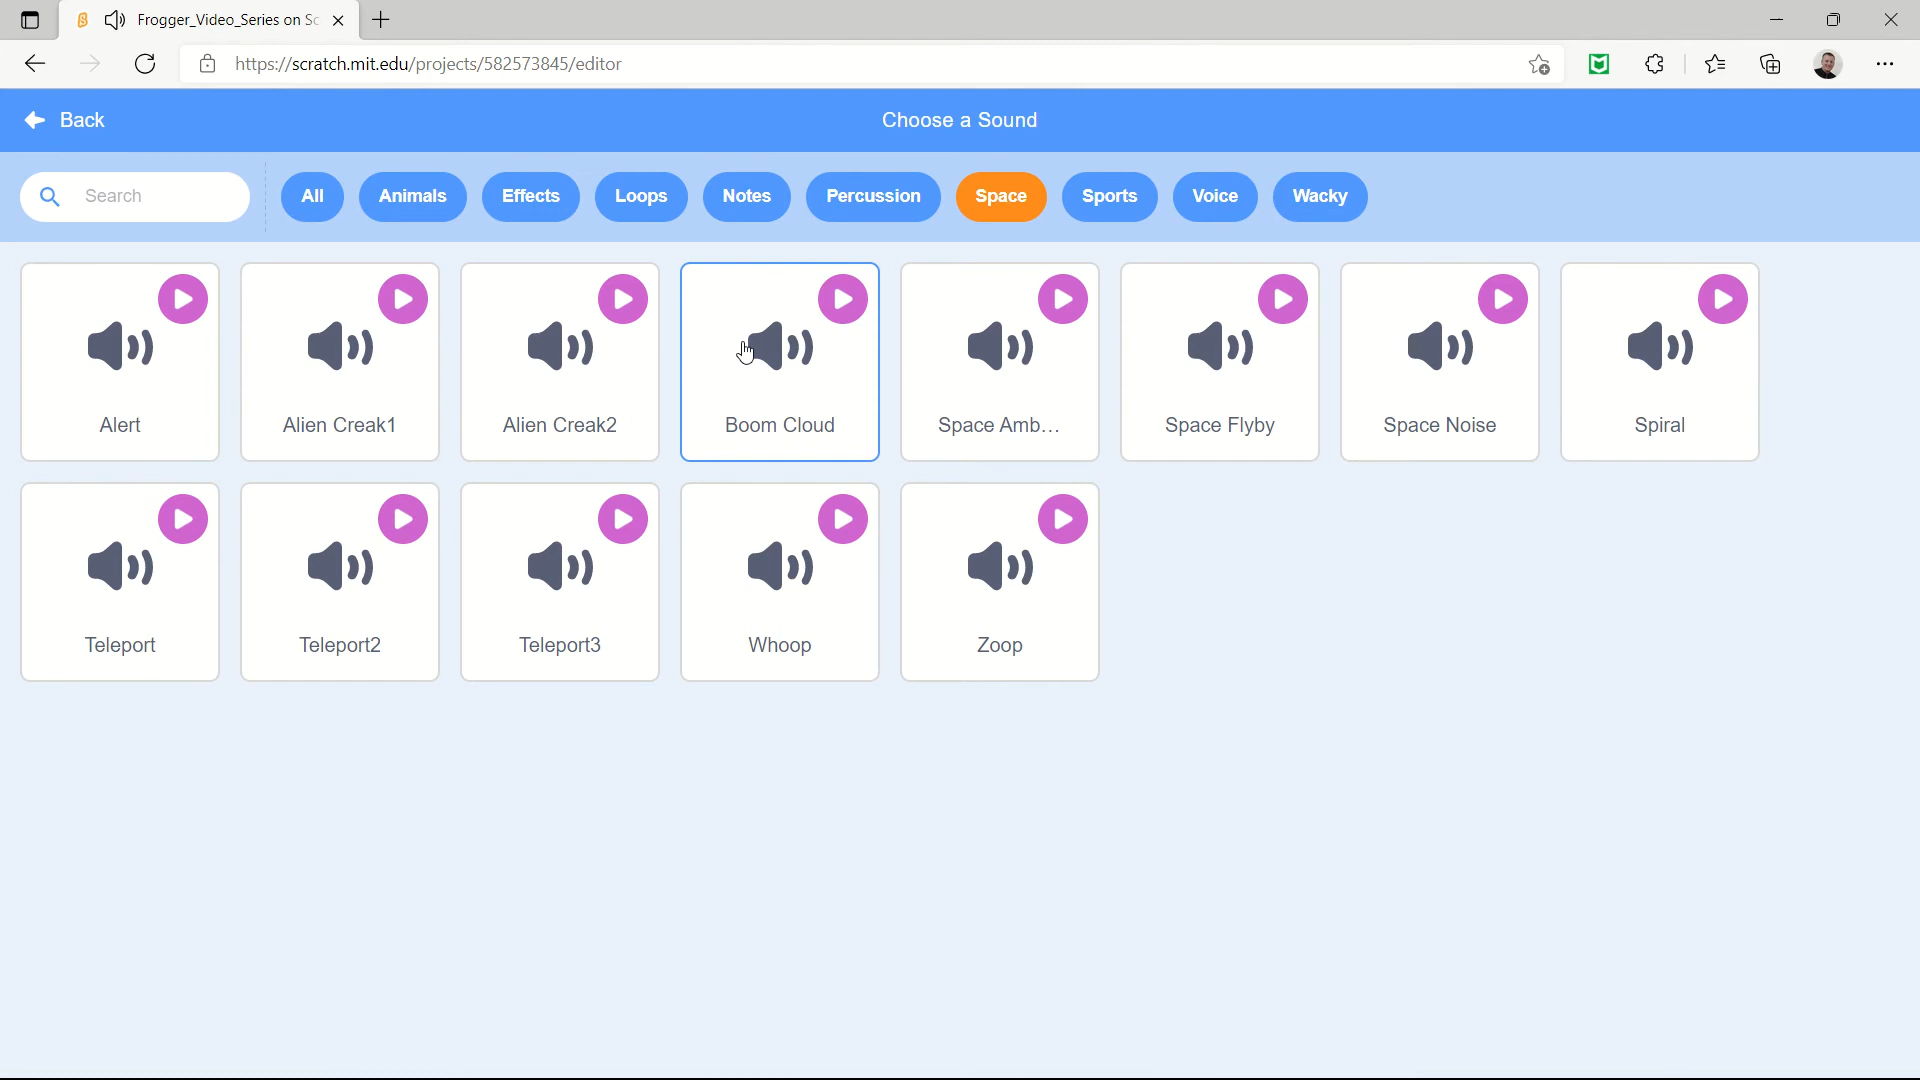 Frogger_Video_Series on Sc
https://scratch.mit.edu/projects/582573845/editor
Back
Choose a Sound
Search
All
Animals
Effects
Loops
Notes
Percussion
Space
Sports
Voice
Wacky
Alert
Alien Creak1
Alien Creak2
Boom Cloud
Space Amb...
Space Flyby
Space Noise
Spiral
Teleport
Teleport2
Teleport3
Whoop
Zoop